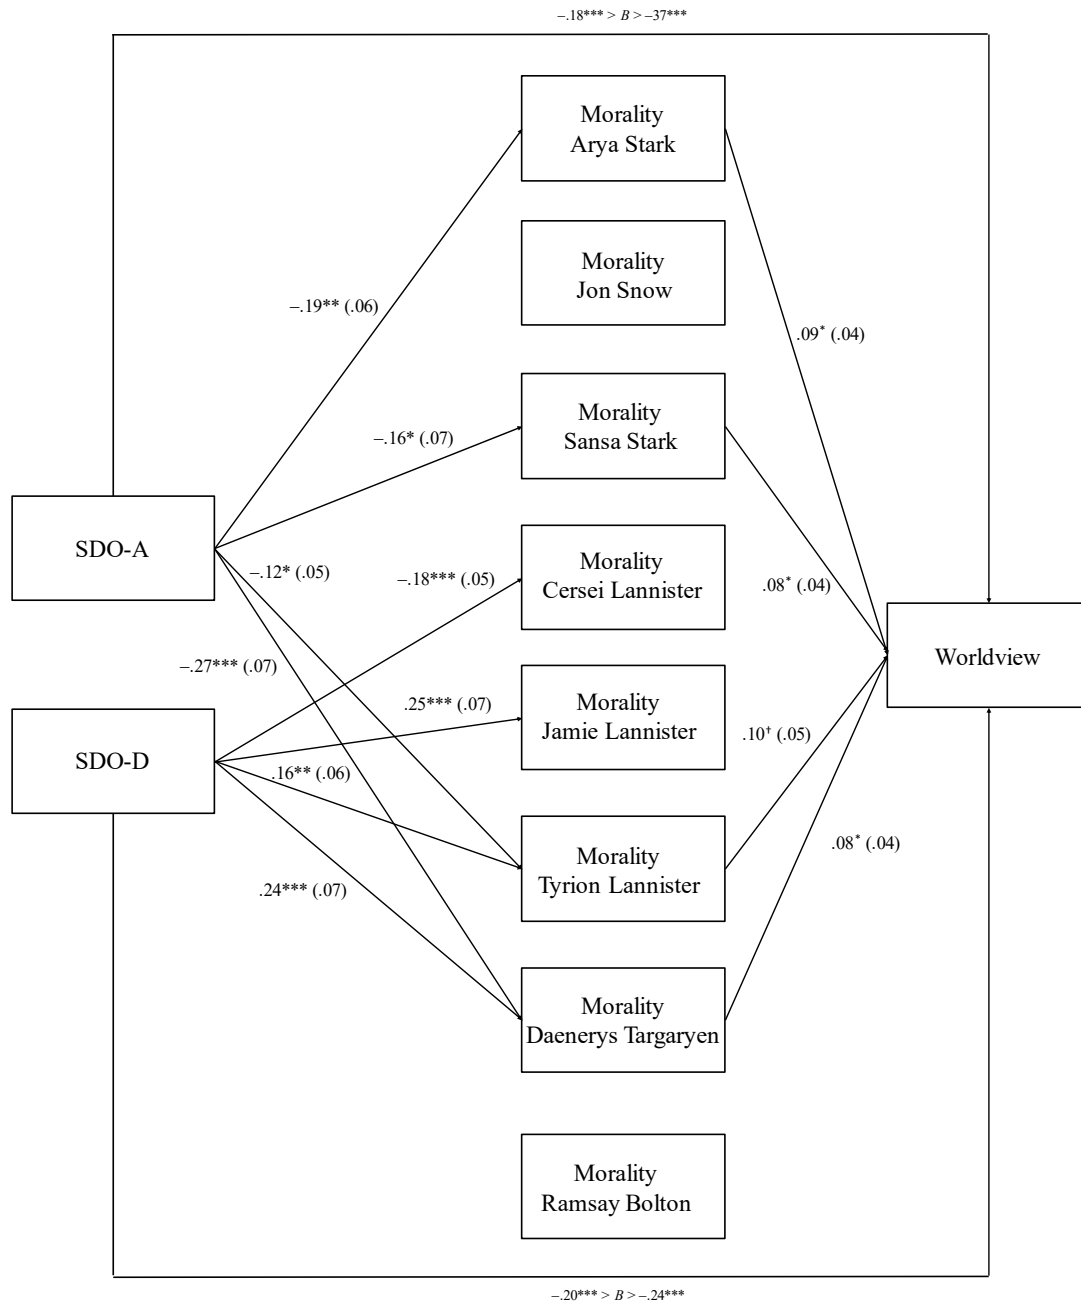 –.18*** > B > –37***
Morality
Arya Stark
Morality
Jon Snow
–.19** (.06)
.09* (.04)
Morality
Sansa Stark
–.16* (.07)
SDO-A
–.12* (.05)
–.18*** (.05)
Morality
Cersei Lannister
.08* (.04)
Worldview
–.27*** (.07)
.25*** (.07)
Morality
Jamie Lannister
SDO-D
.16** (.06)
.10† (.05)
Morality
Tyrion Lannister
.08* (.04)
.24*** (.07)
Morality
Daenerys Targaryen
Morality
Ramsay Bolton
–.20*** > B > –.24***